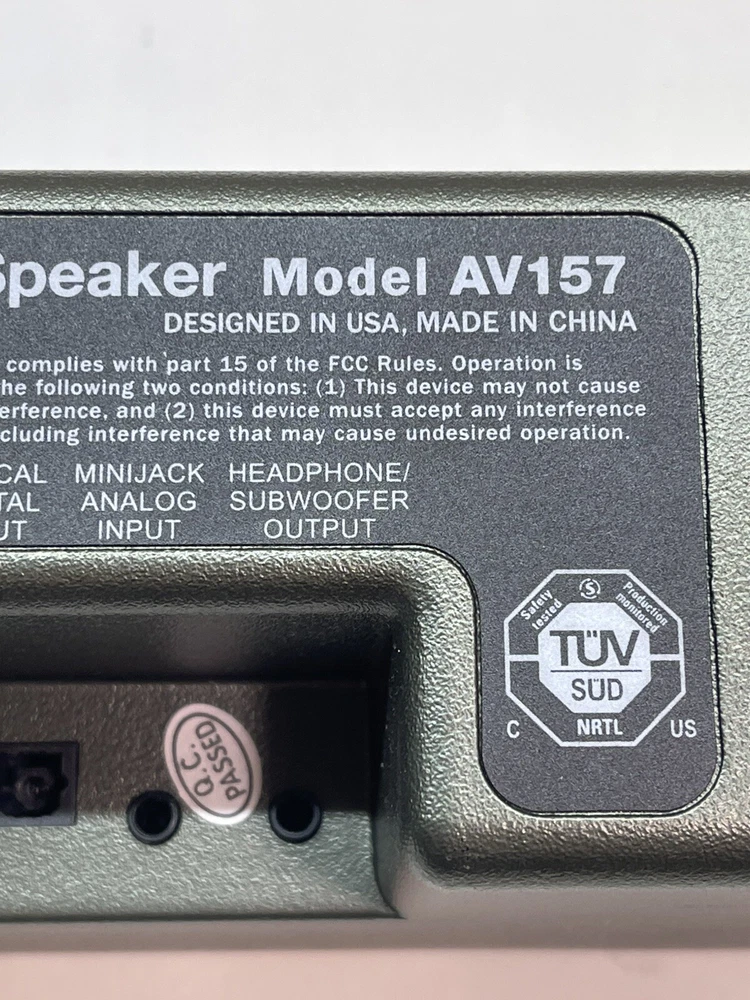 Speaker Model AV157
DESIGNED IN USA, MADE IN CHINA
complies with part 15 of the FCC Rules. Operation is
he following two conditions: (1) This device may not cause
erference, and (2) this device must accept any interference
cluding interference that may cause undesired operation.
CAL MINIJACK HEADPHONE/
TAL ANALOG SUBWOOFER
UT INPUT OUTPUT
Safety tested
S
Production monitored
TÜV
SÜD
C NRTL US
Q.C.
PASSED